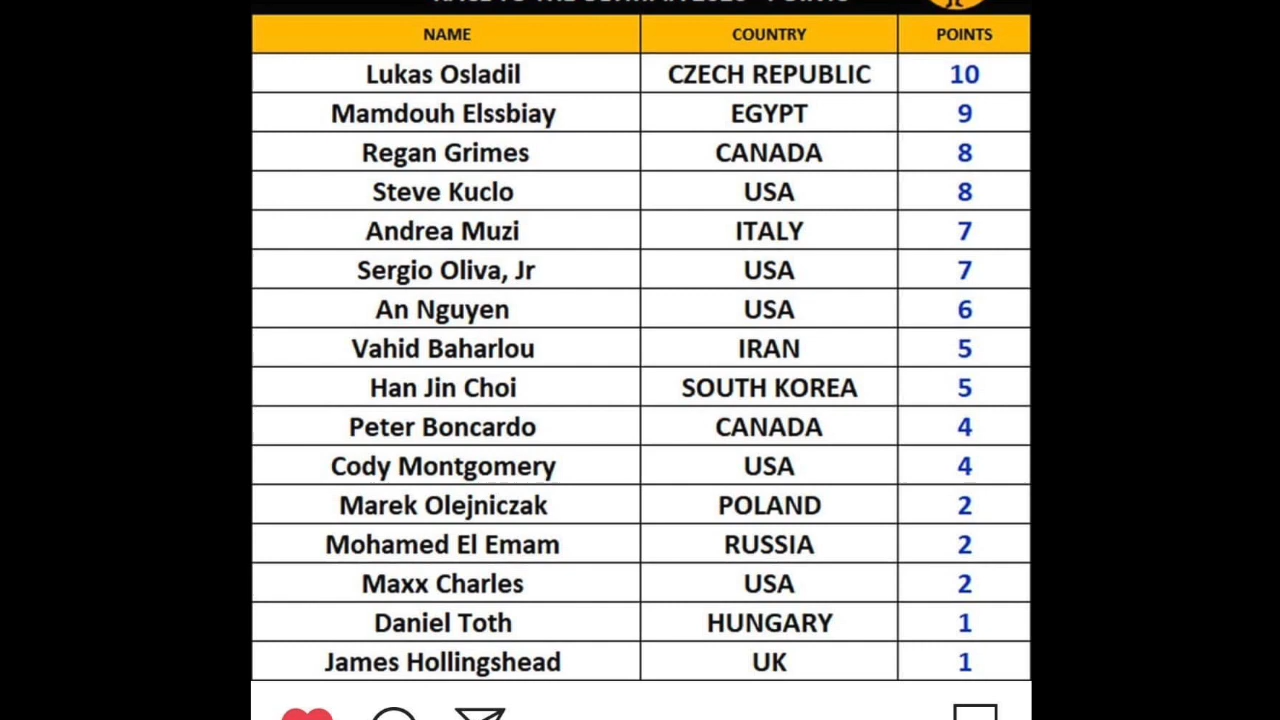 NAME COUNTRY POINTS
Lukas Osladil CZECH REPUBLIC 10
Mamdouh Elssbiay EGYPT 9
Regan Grimes CANADA 8
Steve Kuclo USA 8
Andrea Muzi ITALY 7
Sergio Oliva, Jr USA 7
An Nguyen USA 6
Vahid Baharlou IRAN 5
Han Jin Choi SOUTH KOREA 5
Peter Boncardo CANADA 4
Cody Montgomery USA 4
Marek Olejniczak POLAND 2
Mohamed El Emam RUSSIA 2
Maxx Charles USA 2
Daniel Toth HUNGARY 1
James Hollingshead UK 1